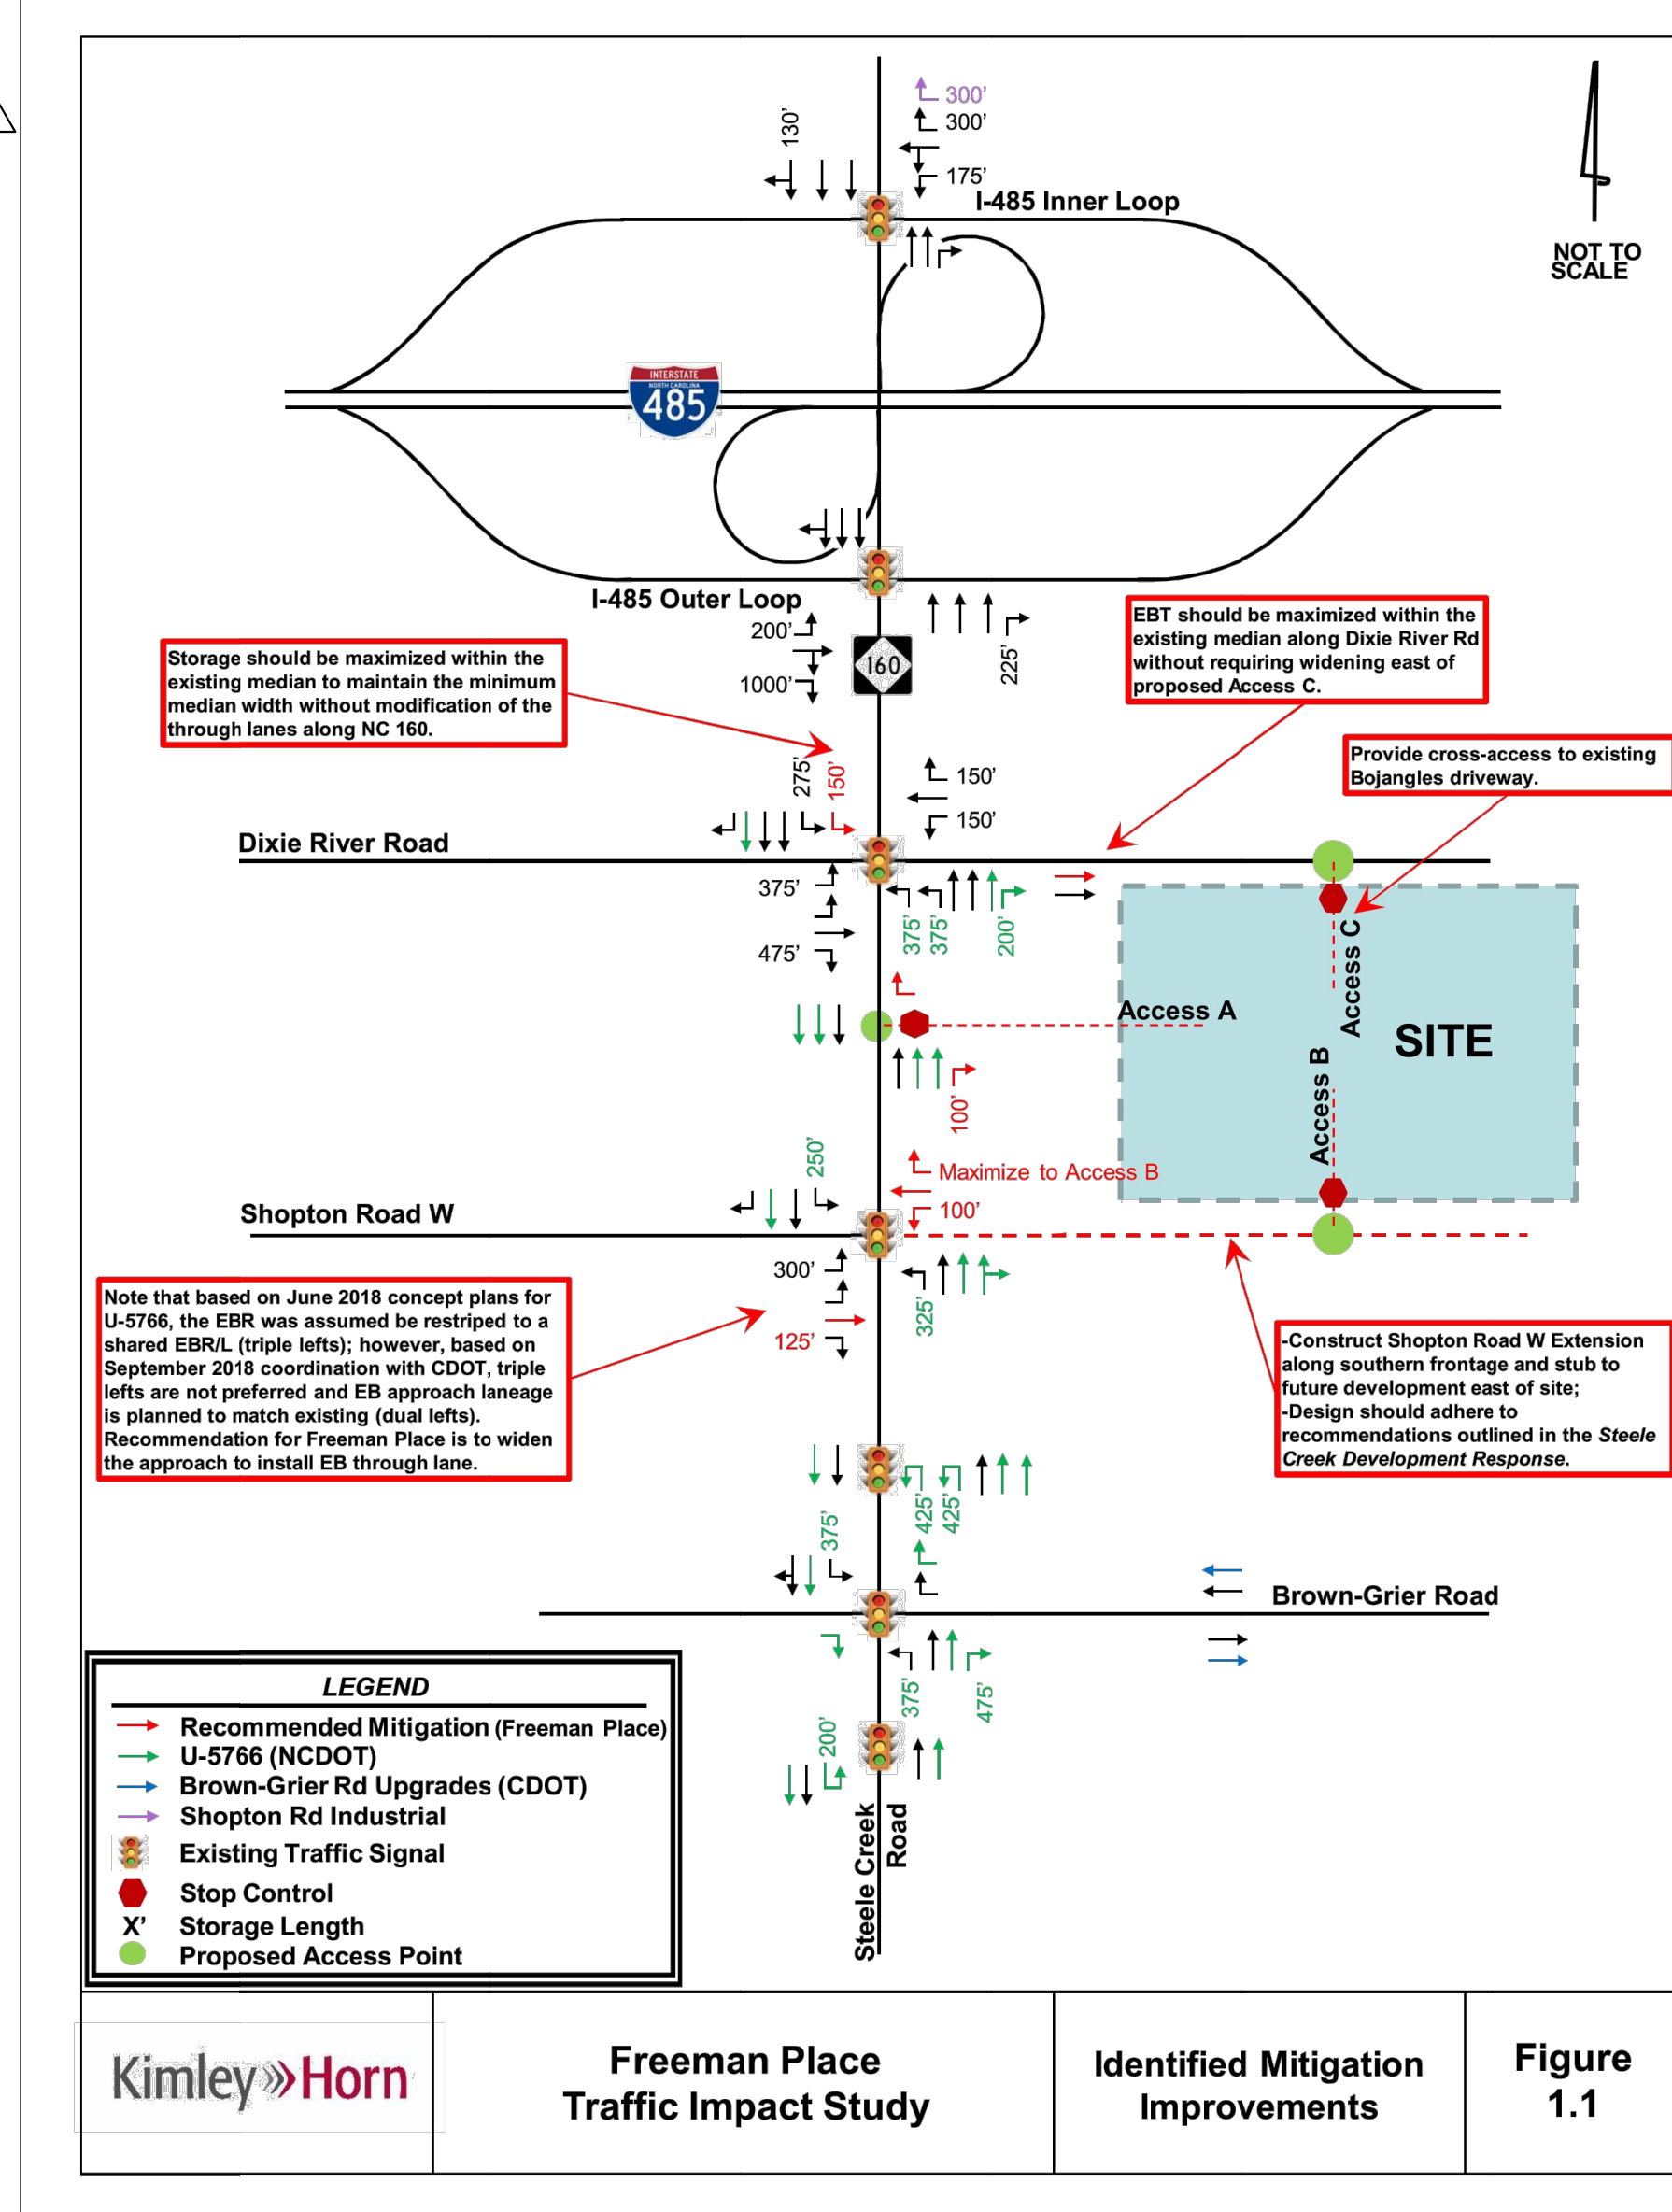 300'
300'
130'
175'
I-485 Inner Loop
NOT TO
SCALE
INTERSTATE
NORTH CAROLINA
485
I-485 Outer Loop
200'
1000'
160
225'
EBT should be maximized within the
existing median along Dixie River Rd
without requiring widening east of
proposed Access C.
Storage should be maximized within the
existing median to maintain the minimum
median width without modification of the
through lanes along NC 160.
Provide cross-access to existing
Bojangles driveway.
275'
150'
150'
150'
Dixie River Road
375'
475'
375'
375'
200'
Access C
Access A
SITE
Access B
100'
250'
Maximize to Access B
100'
Shopton Road W
300'
125'
325'
Note that based on June 2018 concept plans for
U-5766, the EBR was assumed be restriped to a
shared EBR/L (triple lefts); however, based on
September 2018 coordination with CDOT, triple
lefts are not preferred and EB approach laneage
is planned to match existing (dual lefts).
Recommendation for Freeman Place is to widen
the approach to install EB through lane.
-Construct Shopton Road W Extension
along southern frontage and stub to
future development east of site;
-Design should adhere to
recommendations outlined in the Steele
Creek Development Response.
425'
425'
375'
Brown-Grier Road
375'
475'
200'
Steele Creek
Road
LEGEND
Recommended Mitigation (Freeman Place)
U-5766 (NCDOT)
Brown-Grier Rd Upgrades (CDOT)
Shopton Rd Industrial
Existing Traffic Signal
Stop Control
X' Storage Length
Proposed Access Point
Kimley»Horn
Freeman Place
Traffic Impact Study
Identified Mitigation
Improvements
Figure
1.1